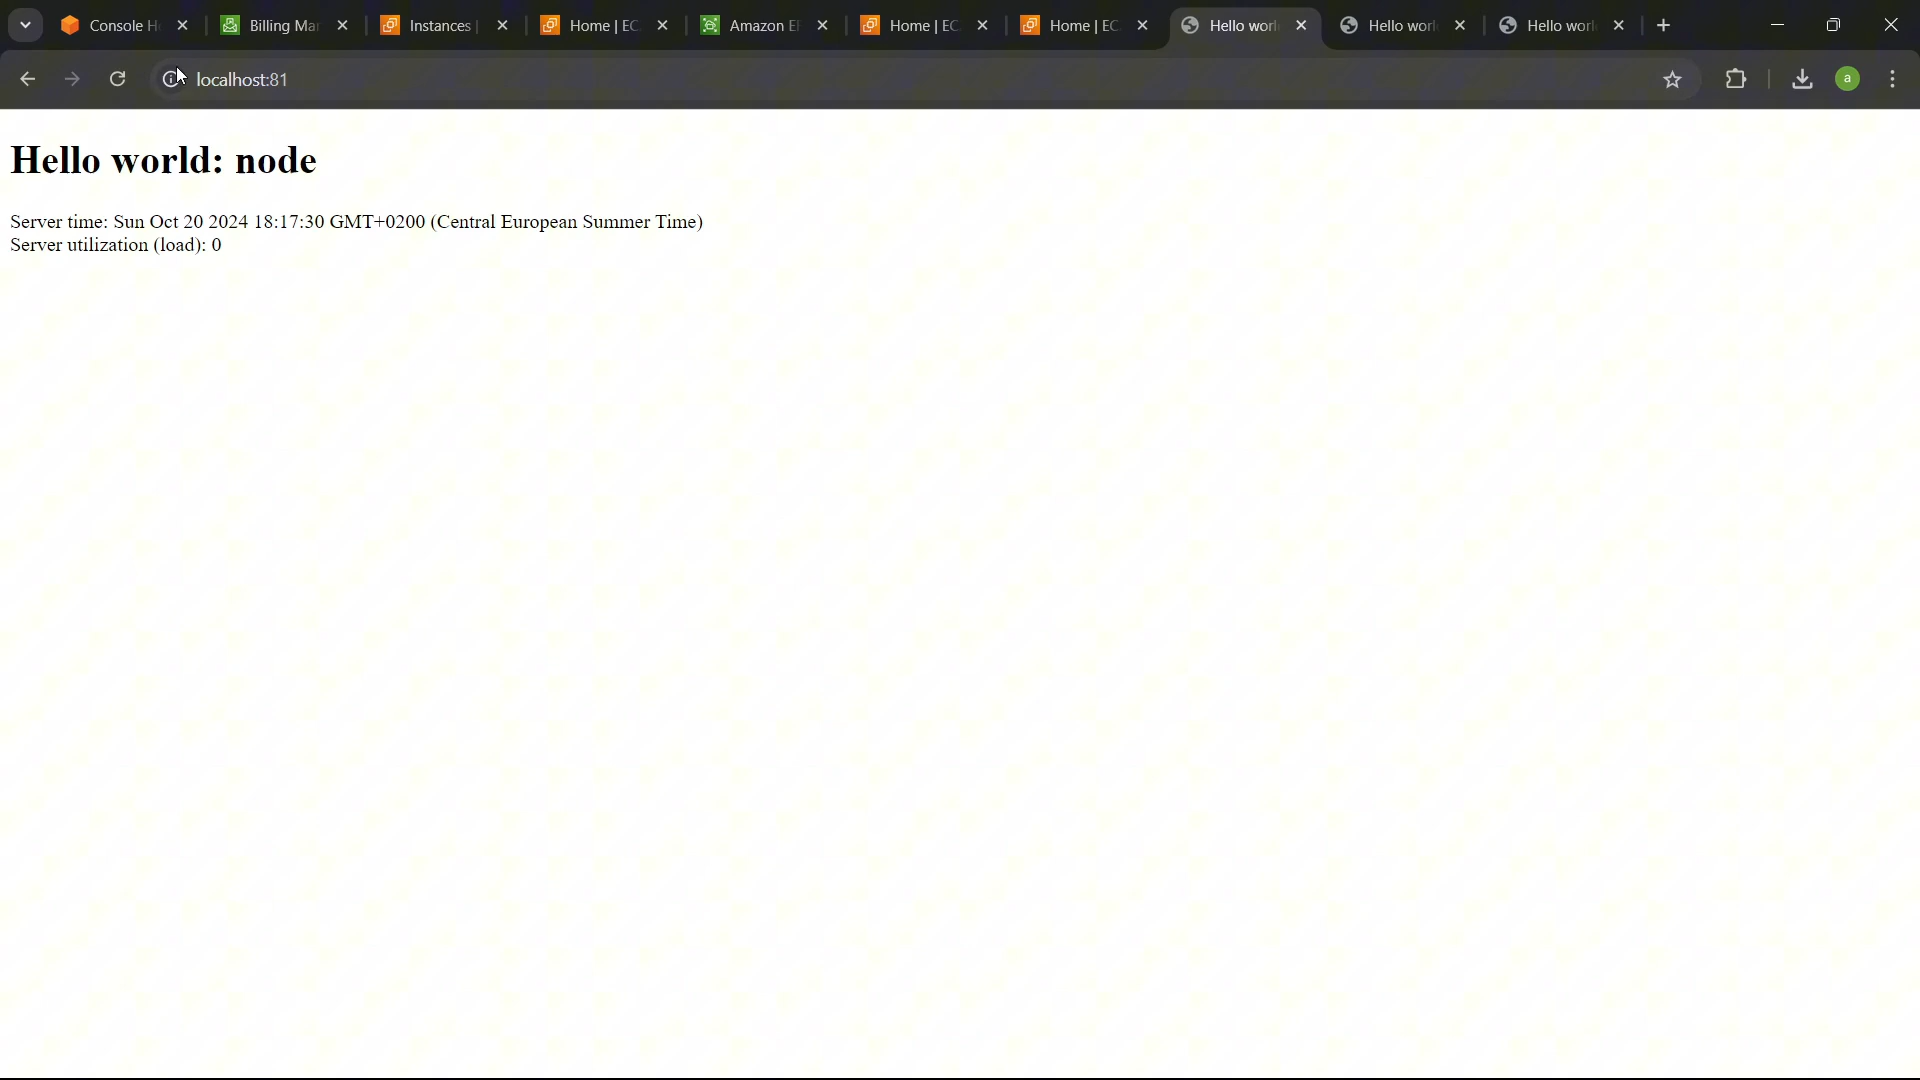 Console H
Billing Ma
Instances |
Home | EC
Amazon E
Home | EC
Home | EC
Hello worl
Hello worl
Hello worl
localhost:81
a
Hello world: node
Server time: Sun Oct 20 2024 18:17:30 GMT+0200 (Central European Summer Time)
Server utilization (load): 0